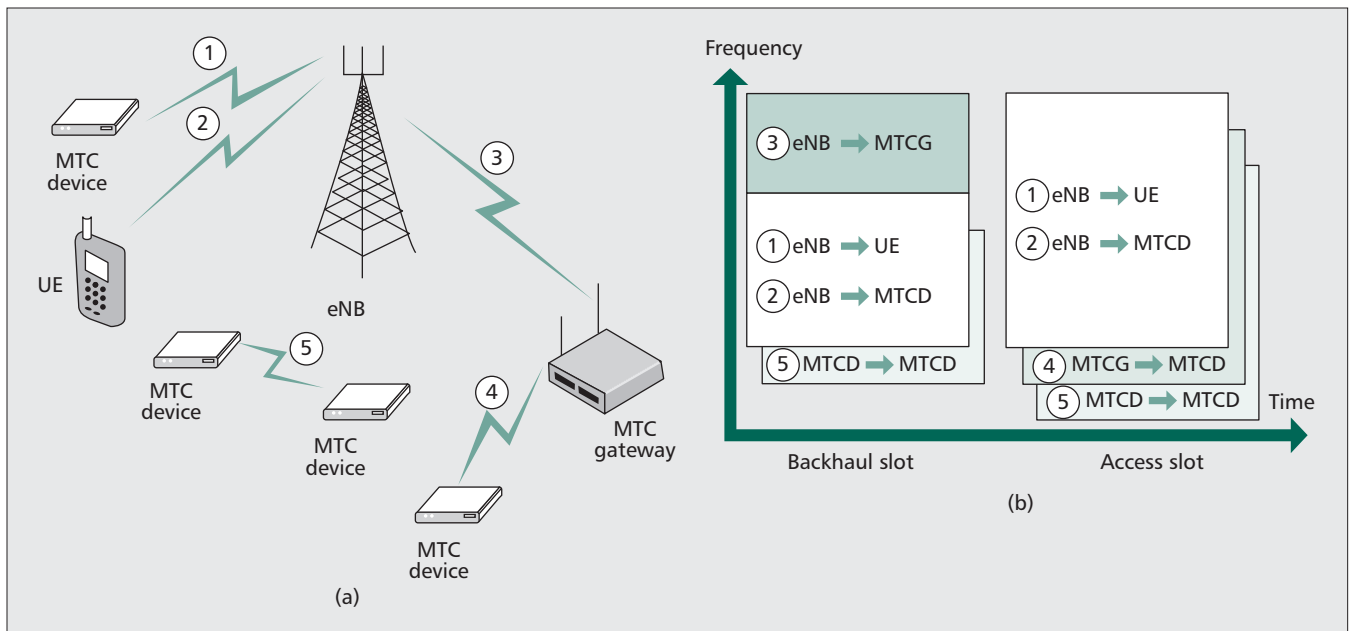 1
2
MTC
device
UE
eNB
3
5
MTC
device
MTC
device
4
MTC
gateway
MTC
device
(a)
Frequency
3 eNB → MTCG
1 eNB → UE
2 eNB → MTCD
5 MTCD → MTCD
1 eNB → UE
2 eNB → MTCD
4 MTCG → MTCD
5 MTCD → MTCD
Time
Backhaul slot
Access slot
(b)